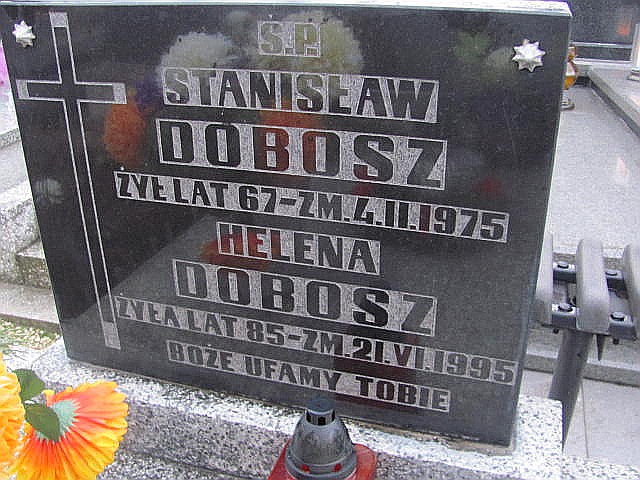 Ś.P.
STANISŁAW
DOBOSZ
ŻYŁ LAT 67-ZM.4.II.1975
HELENA
DOBOSZ
ŻYŁA LAT 85-ZM.21.VI.1995
BOŻE UFAMY TOBIE